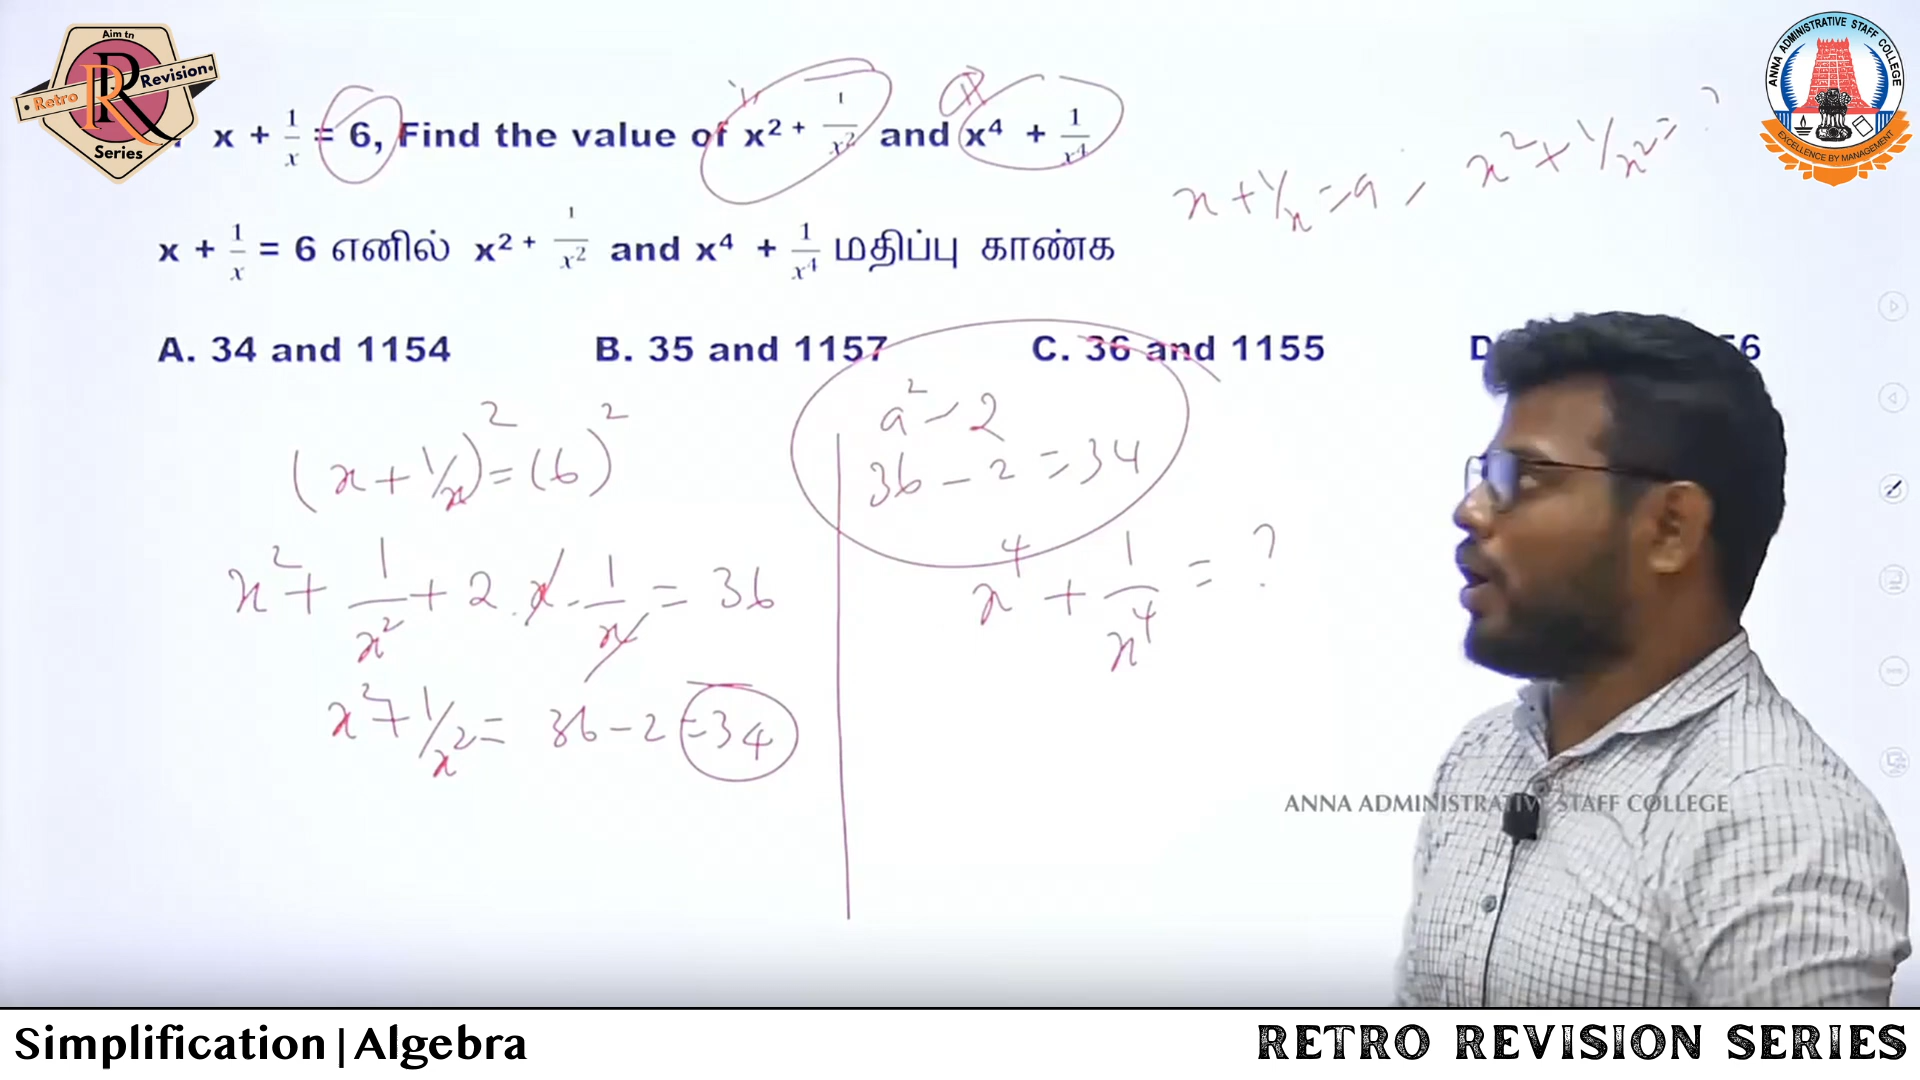 Aim tn
Retro
RR
Revision
Series
ANNA ADMINISTRATIVE STAFF COLLEGE
EXCELLENCE BY MANAGEMENT
x + 1/x = 6, Find the value of x² + 1/x² and x⁴ + 1/x⁴
x + 1/x = a, x² + 1/x² = ?
x + 1/x = 6 எனில் x² + 1/x² and x⁴ + 1/x⁴ மதிப்பு காண்க
A. 34 and 1154 B. 35 and 1157 C. 36 and 1155 D
(x + 1/x)² = (6)²
x² + 1/x² + 2 . x . 1/x = 36
x² + 1/x² = 36 - 2 = 34
a² - 2
36 - 2 = 34
x⁴ + 1/x⁴ = ?
ANNA ADMINISTRATIVE STAFF COLLEGE
Simplification|Algebra
RETRO REVISION SERIES